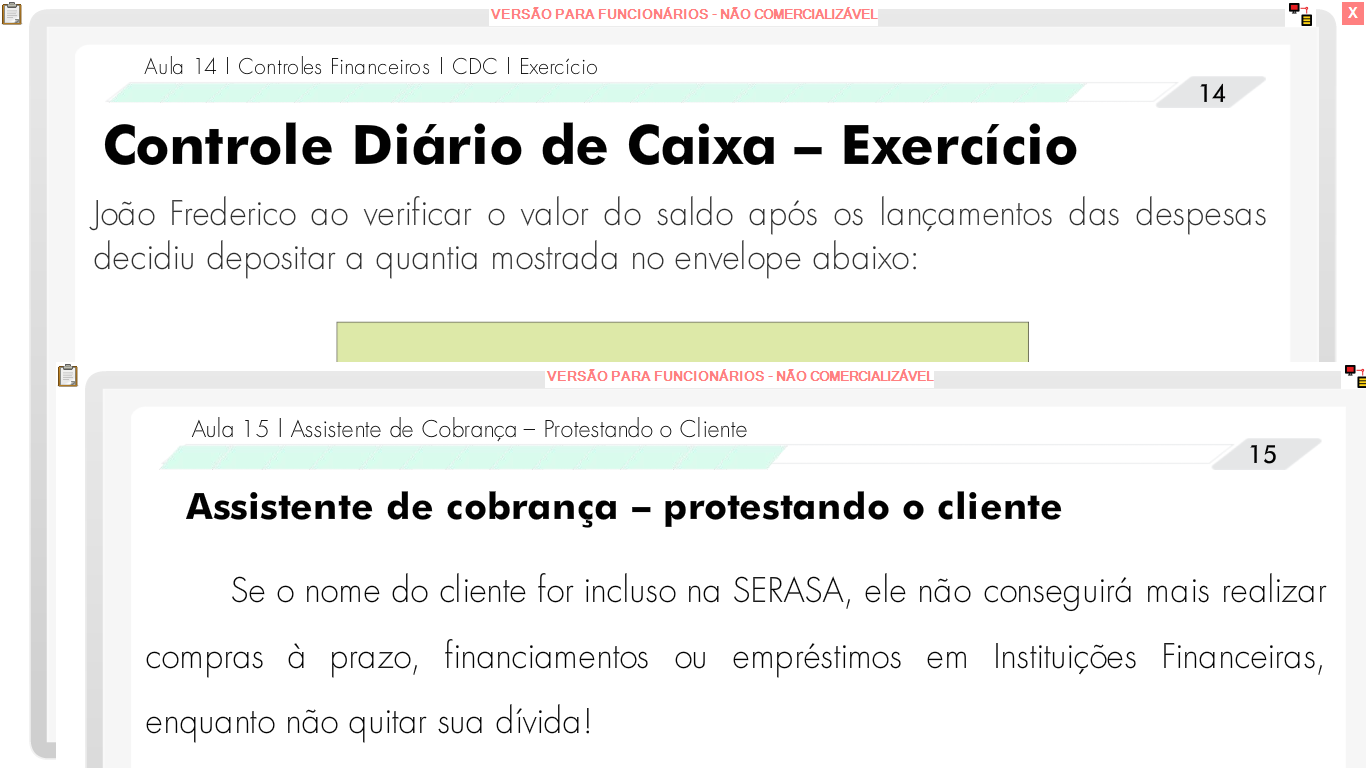 VERSÃO PARA FUNCIONÁRIOS - NÃO COMERCIALIZÁVEL
X
Aula 14 | Controles Financeiros | CDC | Exercício
14
Controle Diário de Caixa – Exercício
João Frederico ao verificar o valor do saldo após os lançamentos das despesas
decidiu depositar a quantia mostrada no envelope abaixo:
VERSÃO PARA FUNCIONÁRIOS - NÃO COMERCIALIZÁVEL
Aula 15 | Assistente de Cobrança – Protestando o Cliente
15
Assistente de cobrança – protestando o cliente
Se o nome do cliente for incluso na SERASA, ele não conseguirá mais realizar
compras à prazo, financiamentos ou empréstimos em Instituições Financeiras,
enquanto não quitar sua dívida!